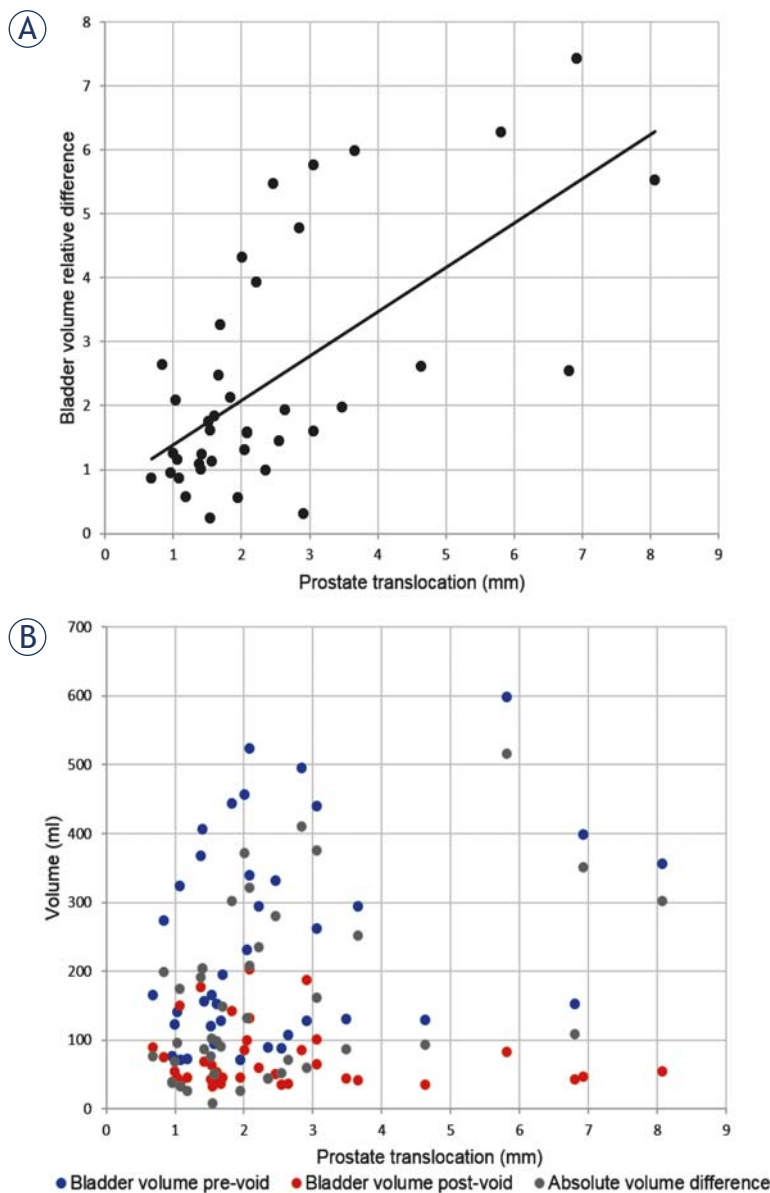 A
8
7
6
5
4
3
2
1
0
Bladder volume relative difference
0 1 2 3 4 5 6 7 8 9
Prostate translocation (mm)
B
700
600
500
400
300
200
100
0
Volume (ml)
1 2 3 4 5 6 7 8 9
Prostate translocation (mm)
Bladder volume pre-void Bladder volume post-void Absolute volume difference